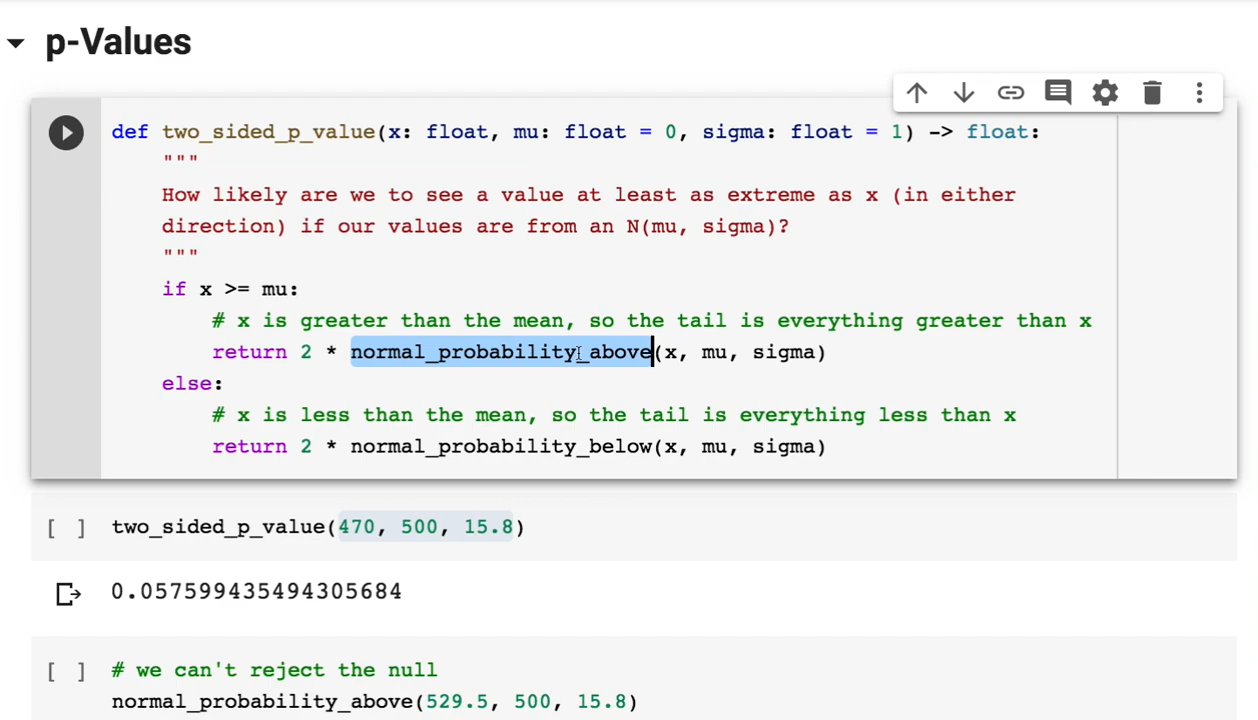 p-Values
def two_sided_p_value(x: float, mu: float = 0, sigma: float = 1) -> float:
"""
How likely are we to see a value at least as extreme as x (in either
direction) if our values are from an N(mu, sigma)?
"""
if x >= mu:
# x is greater than the mean, so the tail is everything greater than x
return 2 * normal_probability_above(x, mu, sigma)
else:
# x is less than the mean, so the tail is everything less than x
return 2 * normal_probability_below(x, mu, sigma)
[ ] two_sided_p_value(470, 500, 15.8)
0.057599435494305684
[ ] # we can't reject the null
normal_probability_above(529.5, 500, 15.8)